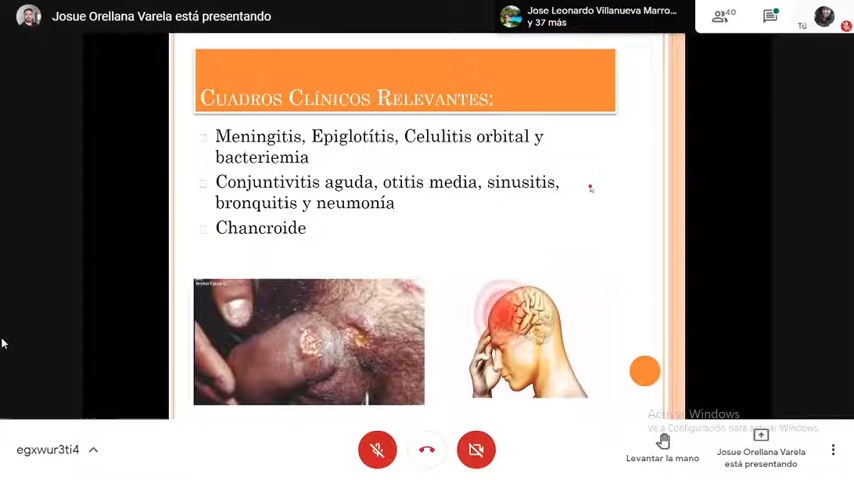 Josue Orellana Varela está presentando
Jose Leonardo Villanueva Marro...
y 37 más
40
Tú
Cuadros Clínicos Relevantes:
Meningitis, Epiglotítis, Celulitis orbital y
bacteriemia
Conjuntivitis aguda, otitis media, sinusitis,
bronquitis y neumonía
Chancroide
Activar Windows
Ve a Configuración para activar Windows.
egxwur3ti4
Levantar la mano
Josue Orellana Varela
está presentando